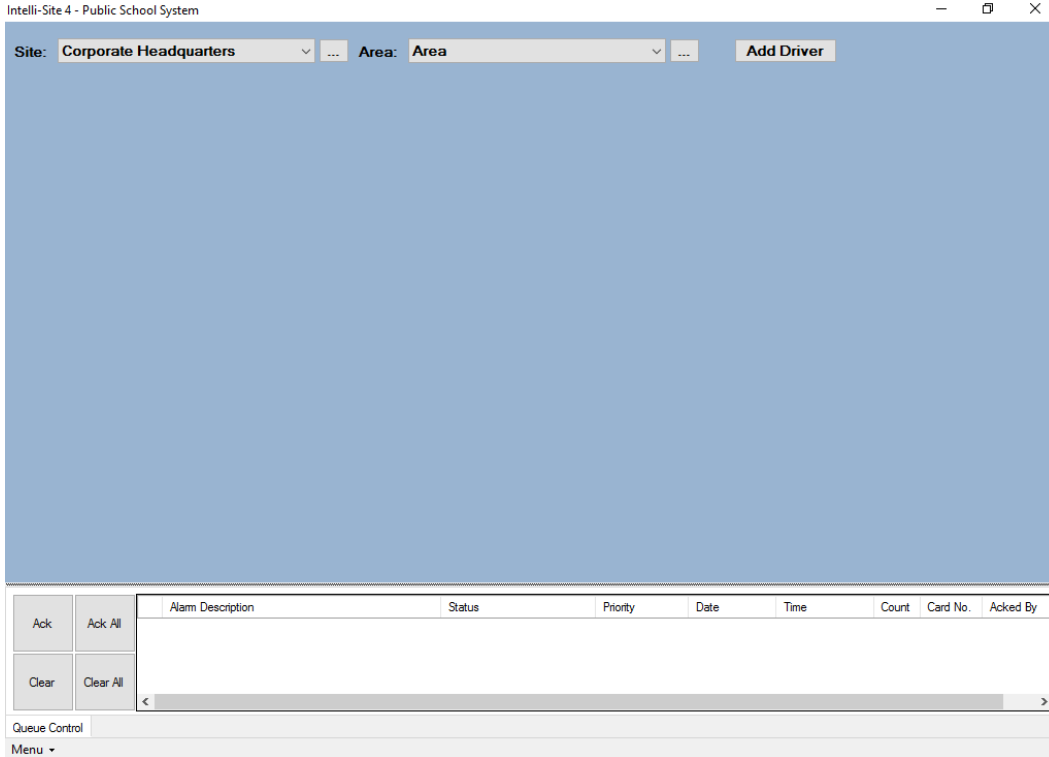 Intelli-Site 4 - Public School System
Site: Corporate Headquarters ... Area: Area ... Add Driver
Ack Ack All Alarm Description Status Priority Date Time Count Card No. Acked By
Clear Clear All
Queue Control
Menu